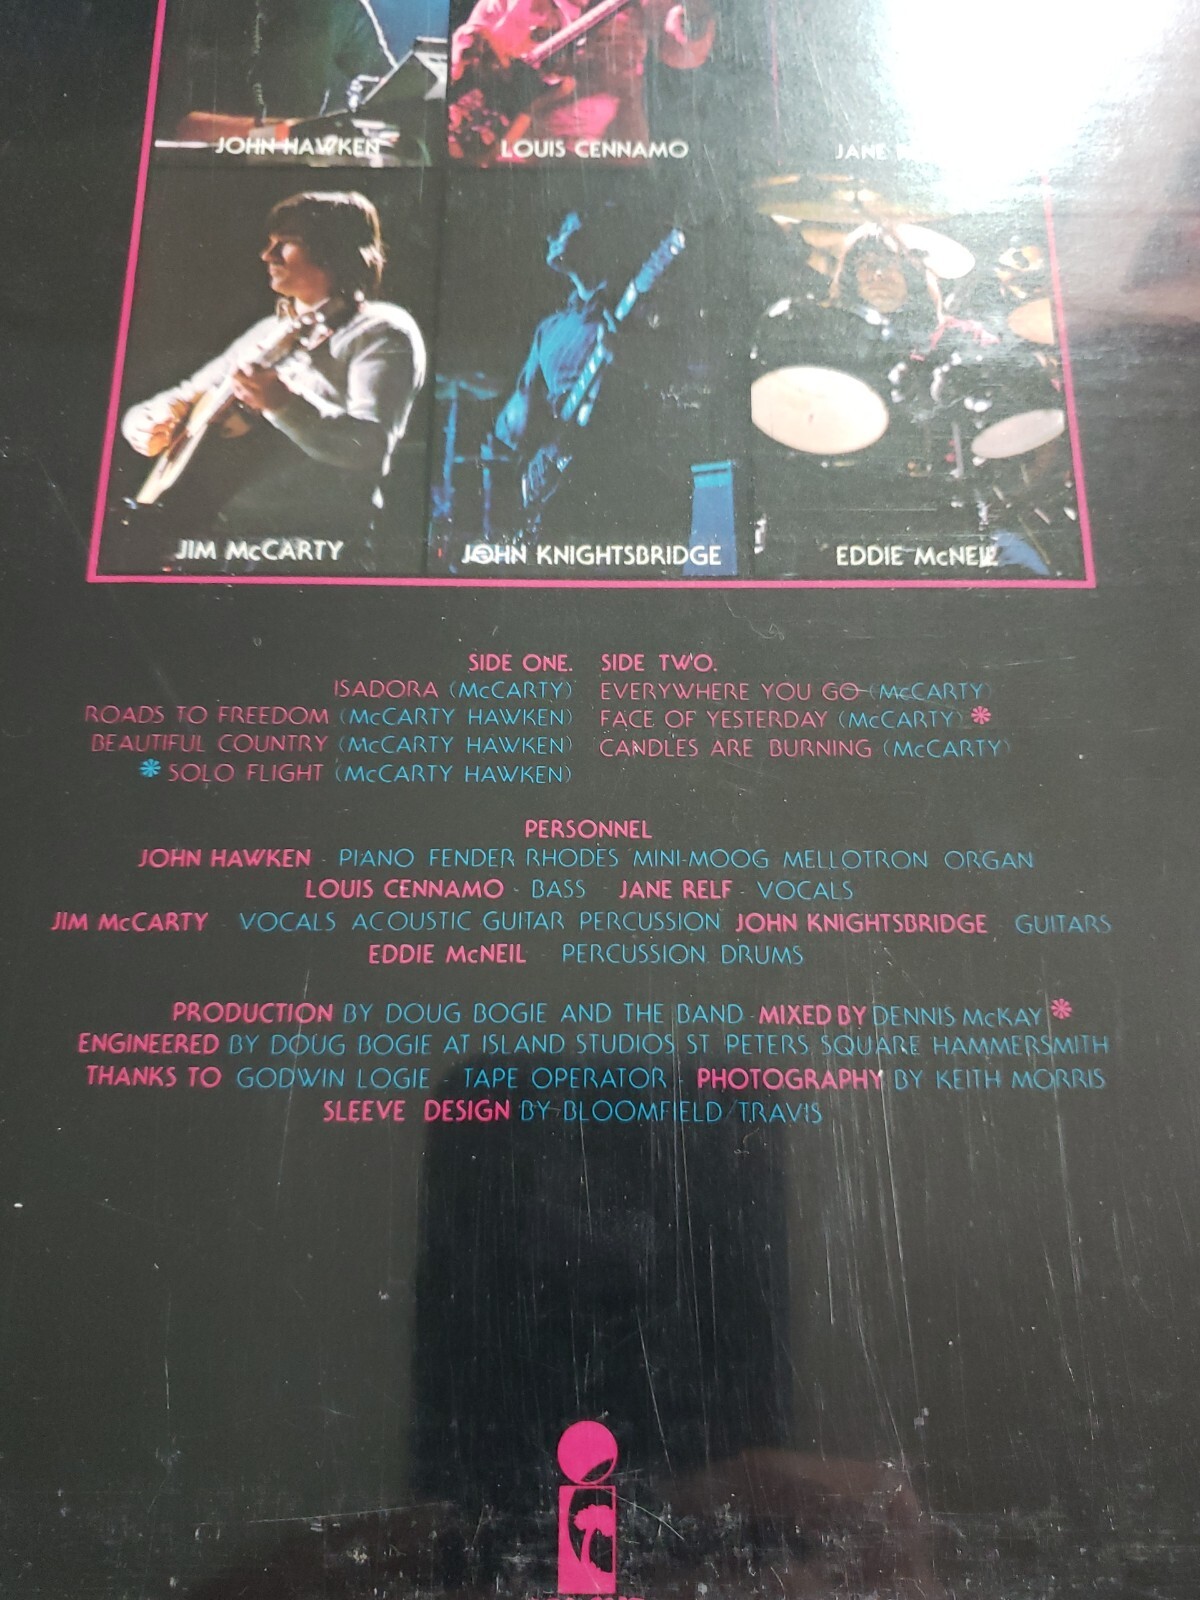 JOHN HAWKEN
LOUIS CENNAMO
JANE
JIM McCARTY
JOHN KNIGHTSBRIDGE
EDDIE McNEIL
SIDE ONE.
ISADORA (McCARTY)
ROADS TO FREEDOM (McCARTY HAWKEN)
BEAUTIFUL COUNTRY (McCARTY HAWKEN)
* SOLO FLIGHT (McCARTY HAWKEN)
SIDE TWO.
EVERYWHERE YOU GO (McCARTY)
FACE OF YESTERDAY (McCARTY) *
CANDLES ARE BURNING (McCARTY)
PERSONNEL
JOHN HAWKEN - PIANO FENDER RHODES MINI-MOOG MELLOTRON ORGAN
LOUIS CENNAMO - BASS - JANE RELF - VOCALS
JIM McCARTY - VOCALS ACOUSTIC GUITAR PERCUSSION JOHN KNIGHTSBRIDGE - GUITARS
EDDIE McNEIL - PERCUSSION DRUMS
PRODUCTION BY DOUG BOGIE AND THE BAND - MIXED BY DENNIS McKAY *
ENGINEERED BY DOUG BOGIE AT ISLAND STUDIOS ST PETERS SQUARE HAMMERSMITH
THANKS TO GODWIN LOGIE - TAPE OPERATOR - PHOTOGRAPHY BY KEITH MORRIS
SLEEVE DESIGN BY BLOOMFIELD/TRAVIS